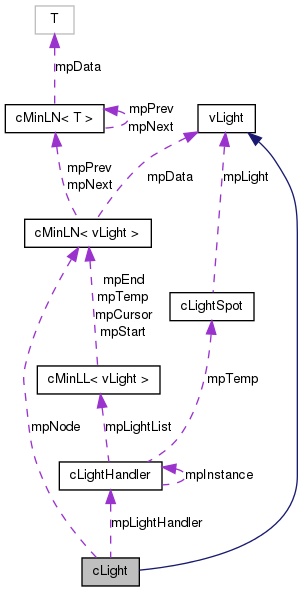 T
mpData
cMinLN< T >
mpPrev
mpNext
vLight
mpPrev
mpNext
mpData
mpLight
cMinLN< vLight >
mpEnd
mpTemp
mpCursor
mpStart
cLightSpot
cMinLL< vLight >
mpTemp
mpNode
mpLightList
cLightHandler
mpInstance
mpLightHandler
cLight